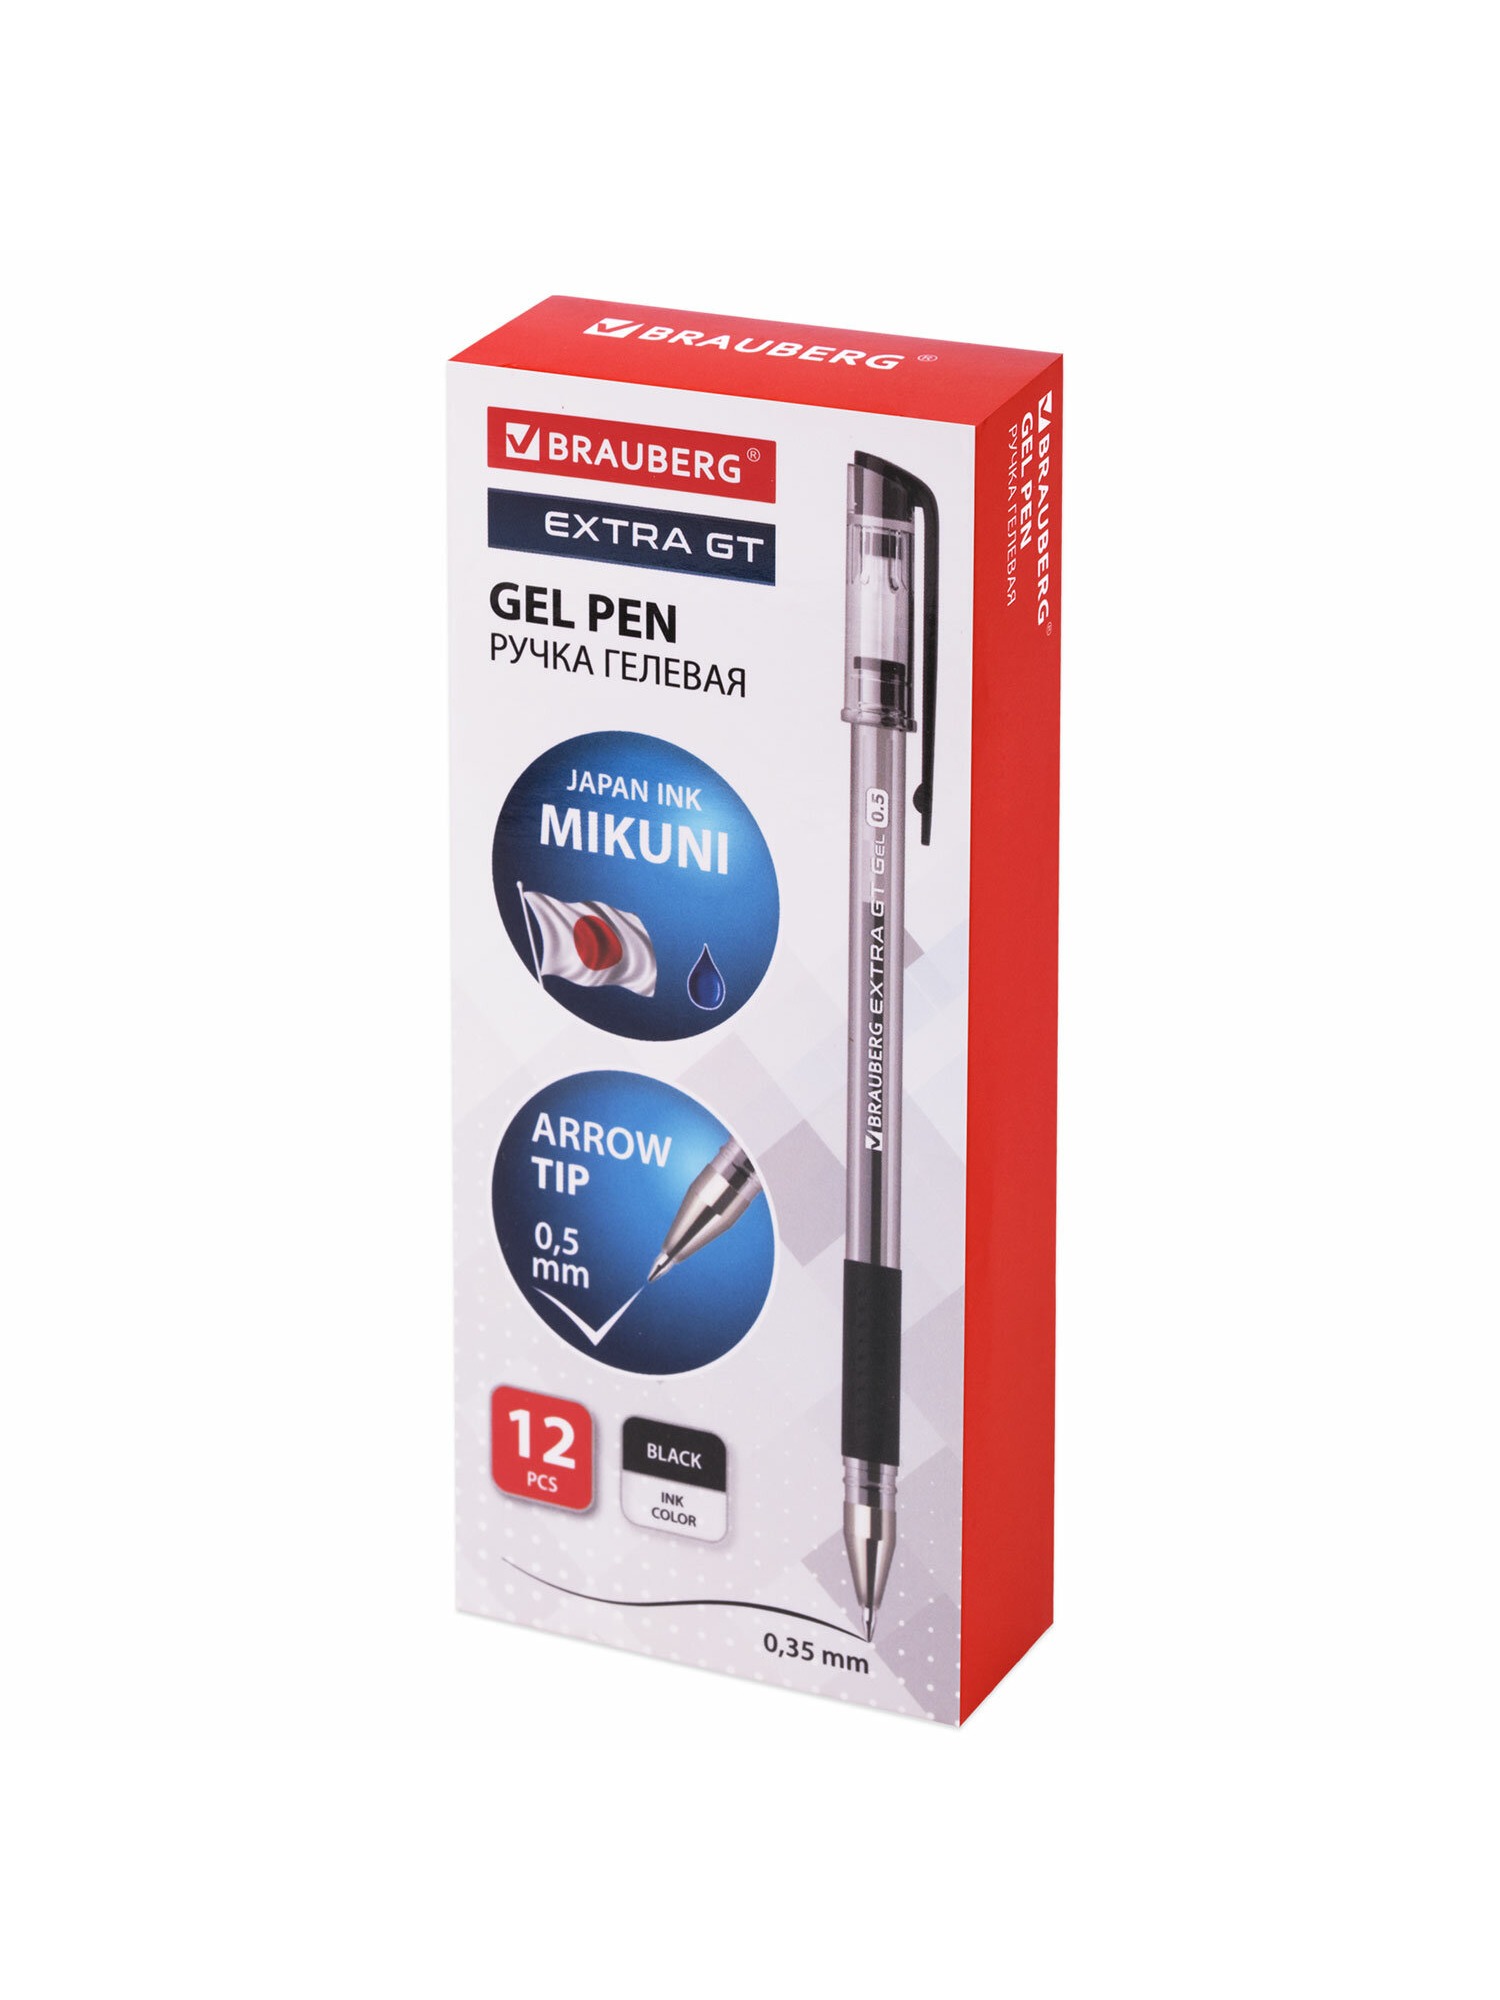 BRAUBERG ®
BRAUBERG®
EXTRA GT
GEL PEN
РУЧКА ГЕЛЕВАЯ
JAPAN INK
MIKUNI
ARROW
TIP
0,5
mm
12
PCS
BLACK
INK
COLOR
0,35 mm
BRAUBERG EXTRA GT GEL 0.5
BRAUBERG®
GEL PEN
РУЧКА ГЕЛЕВАЯ